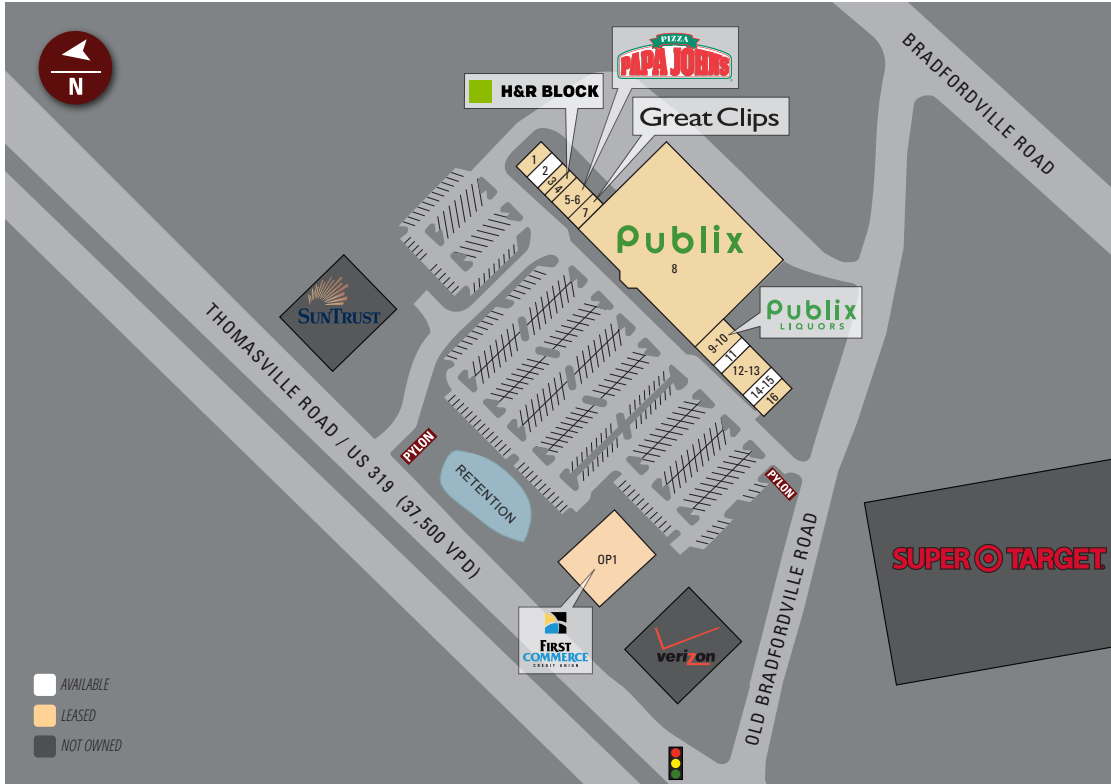 N
PIZZA
PAPA JOHNS
H&R BLOCK
Great Clips
BRADFORDVILLE ROAD
1
2
3
4
5-6
7
Publix
8
Publix
LIQUORS
9-10
11
12-13
14-15
16
SUNTRUST
THOMASVILLE ROAD / US 319 (37,500 VPD)
PYLON
RETENTION
PYLON
OP1
FIRST
COMMERCE
CREDIT UNION
verizon
OLD BRADFORDVILLE ROAD
SUPER TARGET
AVAILABLE
LEASED
NOT OWNED